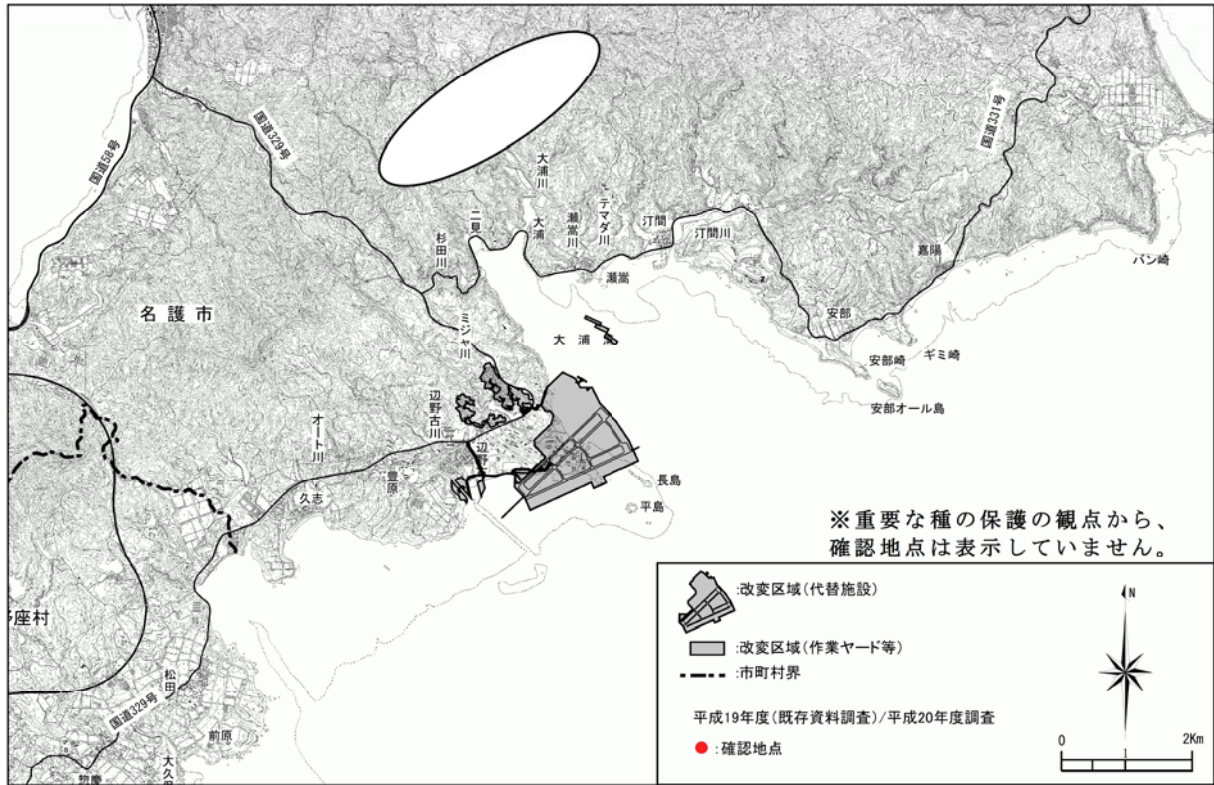 国道58号
国道329号
国道331号
大浦川
二見
杉田川
大浦
瀬嵩川
テマダ川
汀間
汀間川
嘉陽
バン崎
瀬嵩
安部
安部崎
ギミ崎
安部オール島
名護市
ミジャ川
大浦
辺野古川
辺野
オート川
久志
豊原
長島
平島
座村
松田
国道329号
前原
惣慶
※重要な種の保護の観点から、
確認地点は表示していません。
:改変区域(代替施設)
:改変区域(作業ヤード等)
:市町村界
平成19年度(既存資料調査)/平成20年度調査
:確認地点
N
0 1 2Km